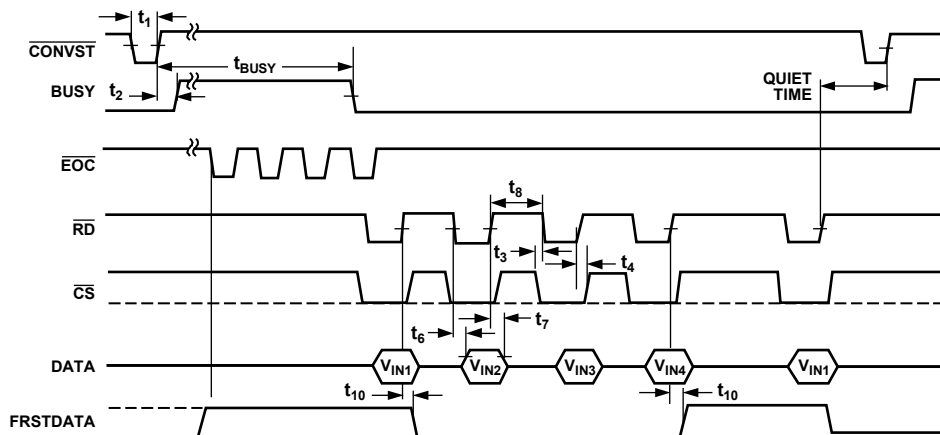 t1
CONVST
tBUSY
BUSY
t2
QUIET
TIME
EOC
t8
RD
t3
t4
CS
t6
t7
DATA
VIN1
VIN2
VIN3
VIN4
VIN1
t10
t10
FRSTDATA